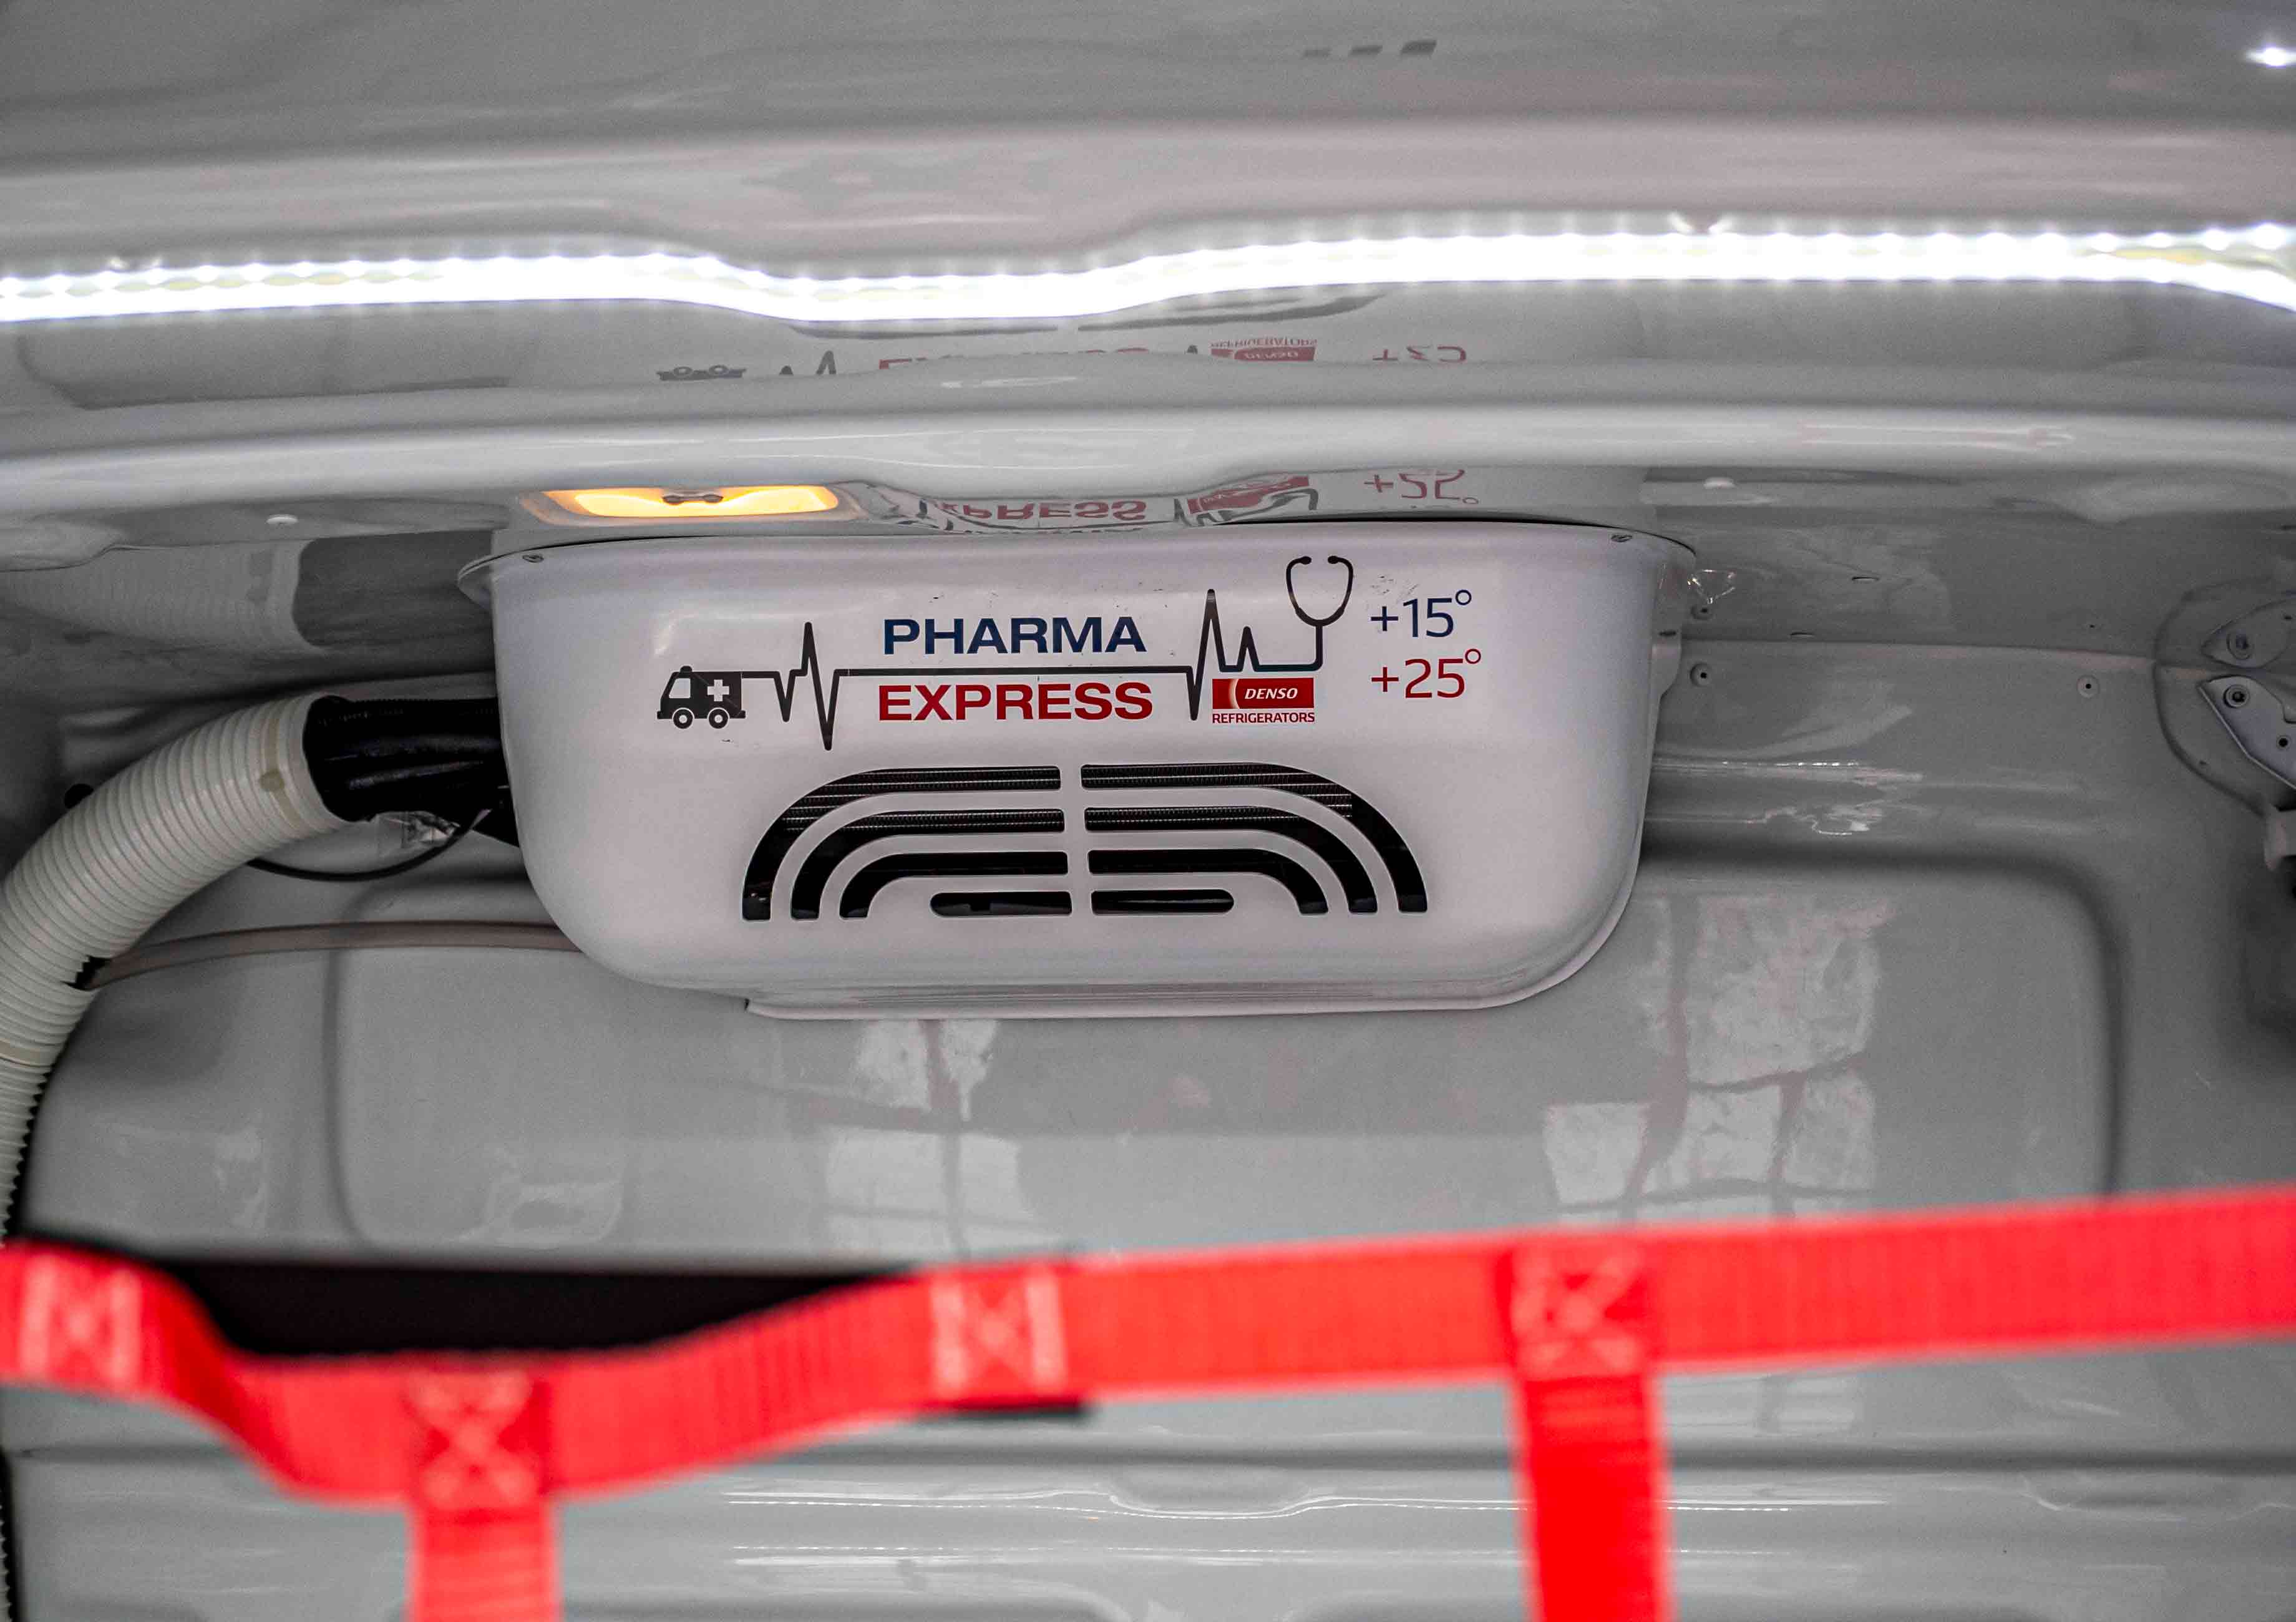 PHARMA
EXPRESS
DENSO
REFRIGERATORS
+15°
+25°